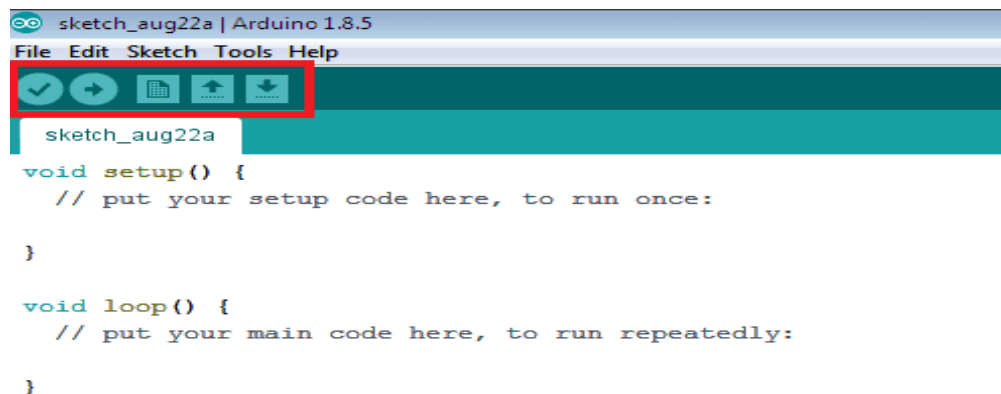 sketch_aug22a | Arduino 1.8.5
File Edit Sketch Tools Help
sketch_aug22a
void setup() {
  // put your setup code here, to run once:

}

void loop() {
  // put your main code here, to run repeatedly:

}